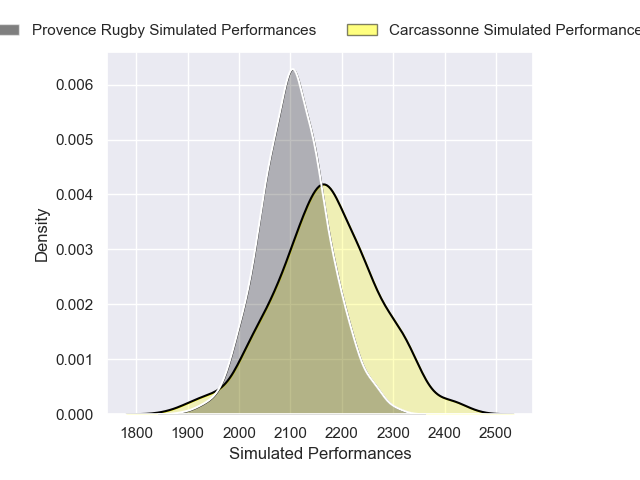 Provence Rugby Simulated Performances
Carcassonne Simulated Performance
0.006
0.005
0.004
0.003
0.002
0.001
0.000
Density
1800 1900 2000 2100 2200 2300 2400 2500
Simulated Performances